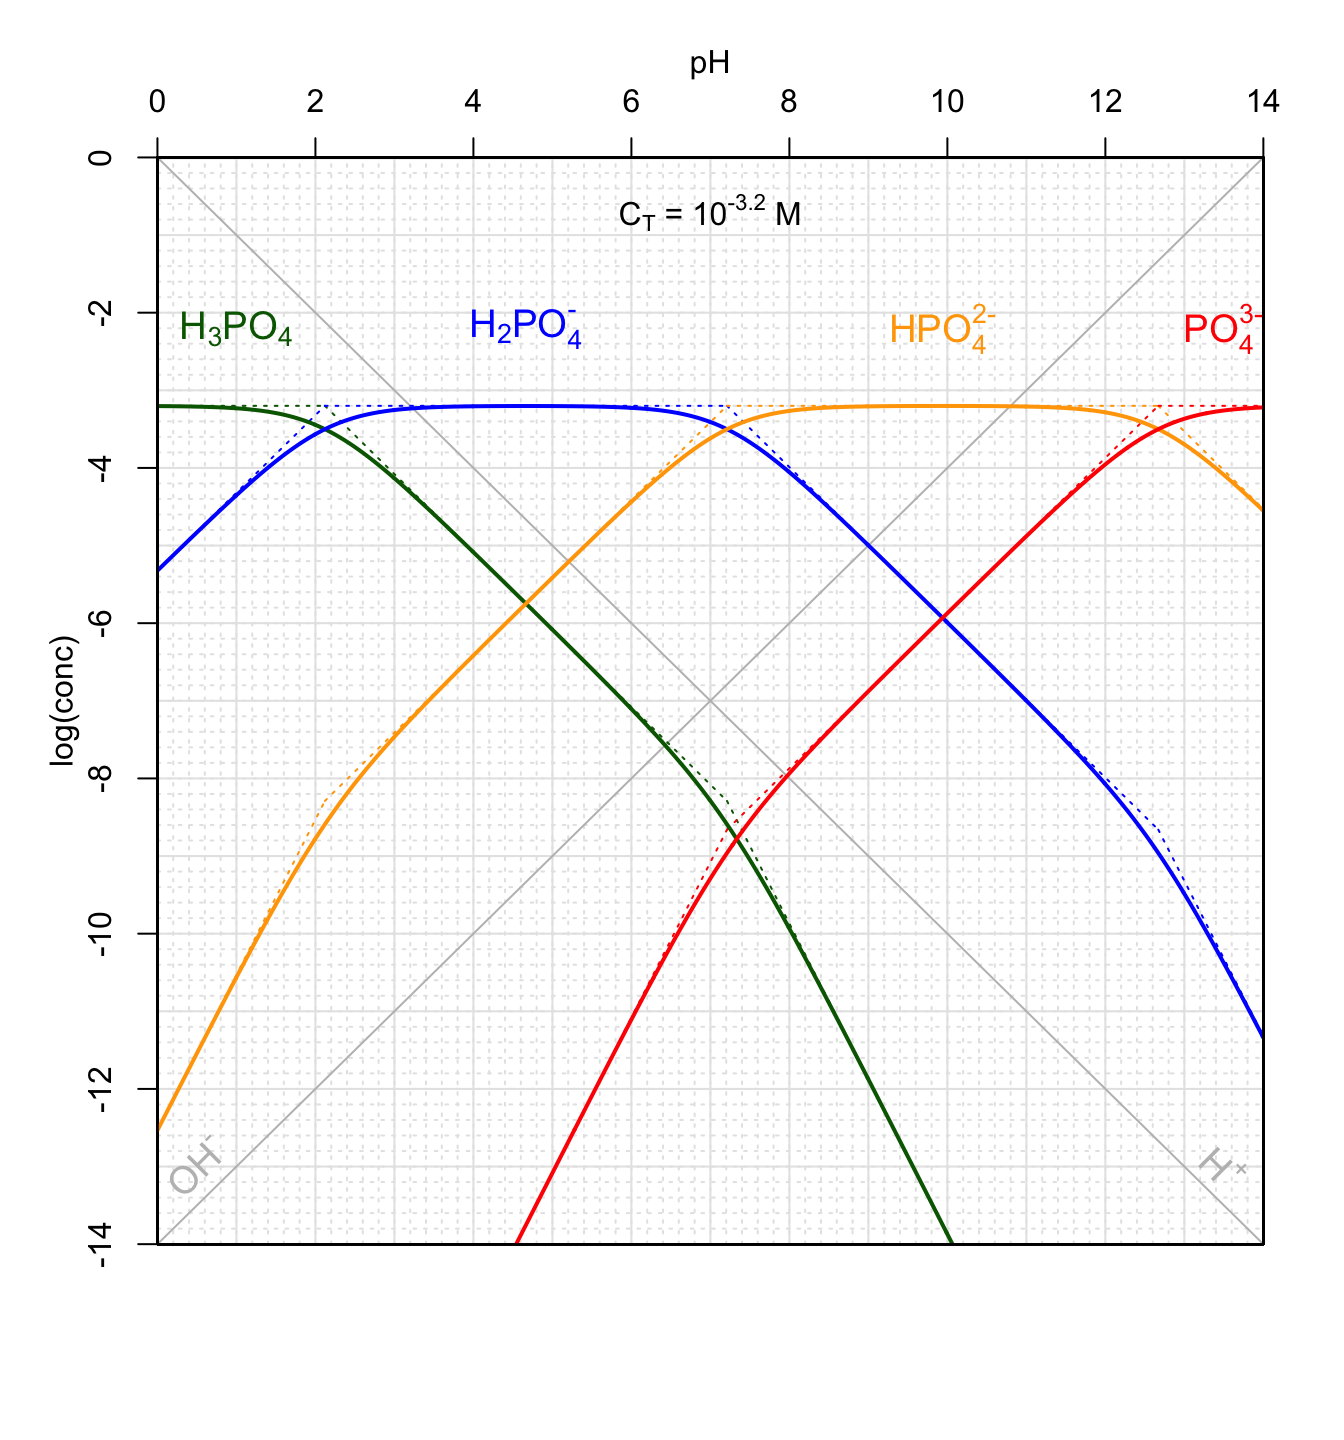 pH
0 2 4 6 8 10 12 14
C_T = 10^-3.2 M
H₃PO₄ H₂PO₄⁻ HPO₄²⁻ PO₄³⁻
log(conc)
0
-2
-4
-6
-8
-10
-12
-14
OH⁻ H⁺